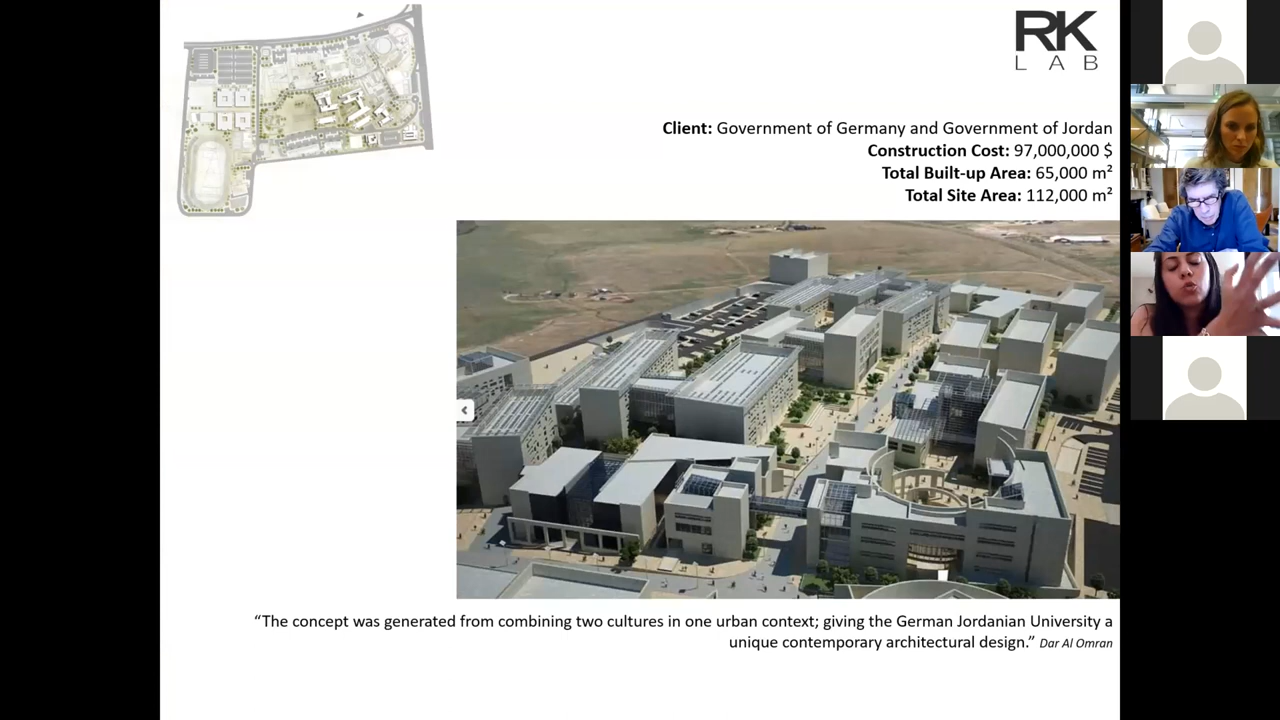 RK
LAB
Client: Government of Germany and Government of Jordan
Construction Cost: 97,000,000 $
Total Built-up Area: 65,000 m²
Total Site Area: 112,000 m²
“The concept was generated from combining two cultures in one urban context; giving the German Jordanian University a
unique contemporary architectural design.” Dar Al Omran